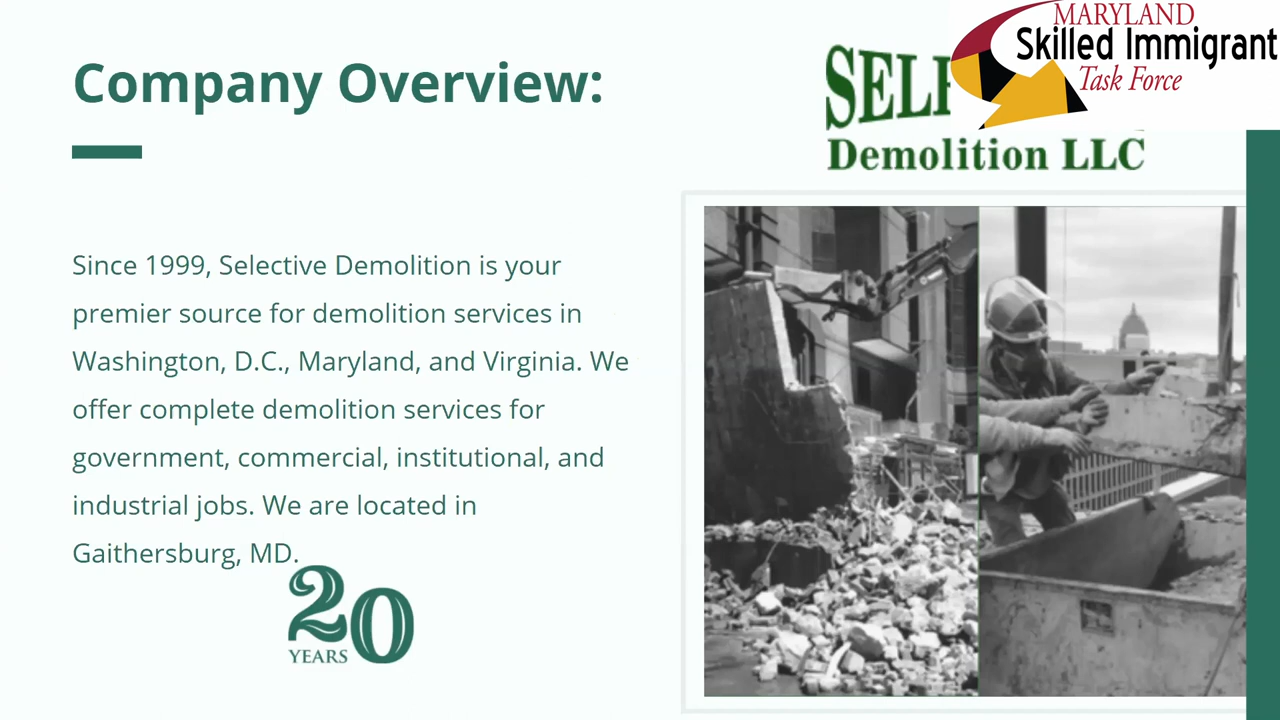 Company Overview:
MARYLAND
Skilled Immigrant
Task Force
Demolition LLC
Since 1999, Selective Demolition is your
premier source for demolition services in
Washington, D.C., Maryland, and Virginia. We
offer complete demolition services for
government, commercial, institutional, and
industrial jobs. We are located in
Gaithersburg, MD.
20
YEARS